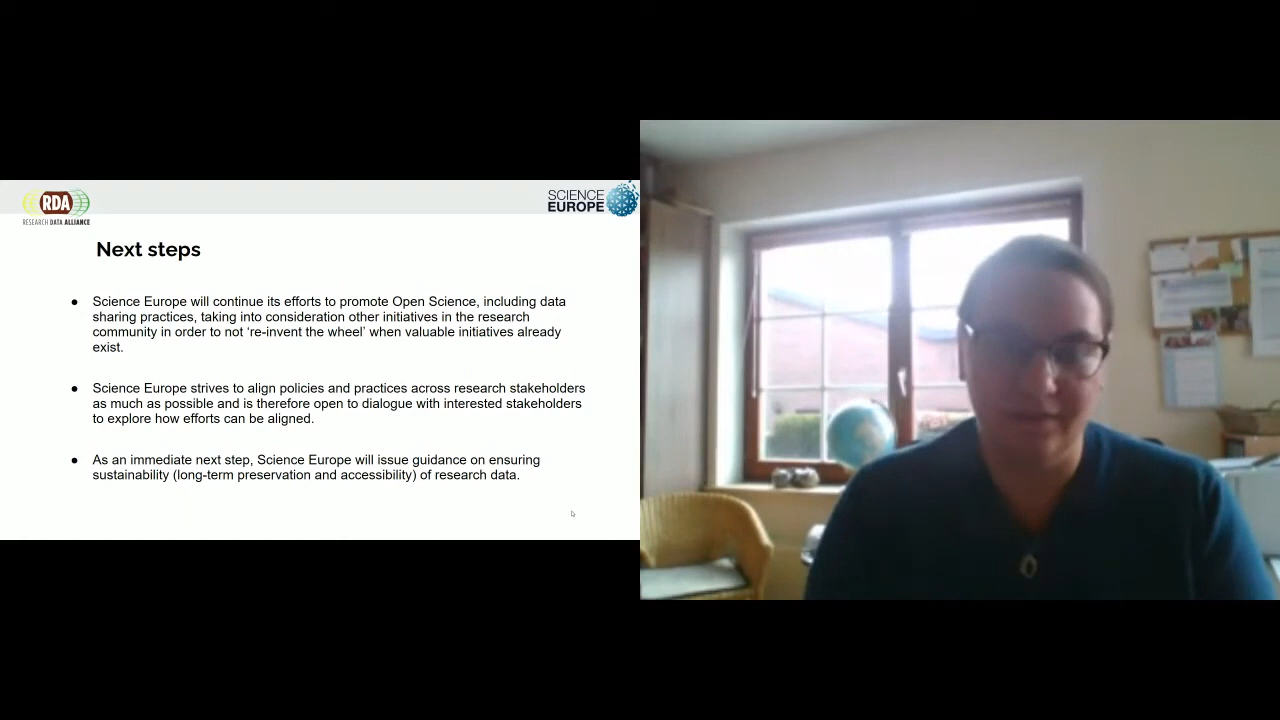 RDA
RESEARCH DATA ALLIANCE
SCIENCE
EUROPE
Next steps
● Science Europe will continue its efforts to promote Open Science, including data
sharing practices, taking into consideration other initiatives in the research
community in order to not ‘re-invent the wheel’ when valuable initiatives already
exist.
● Science Europe strives to align policies and practices across research stakeholders
as much as possible and is therefore open to dialogue with interested stakeholders
to explore how efforts can be aligned.
● As an immediate next step, Science Europe will issue guidance on ensuring
sustainability (long-term preservation and accessibility) of research data.